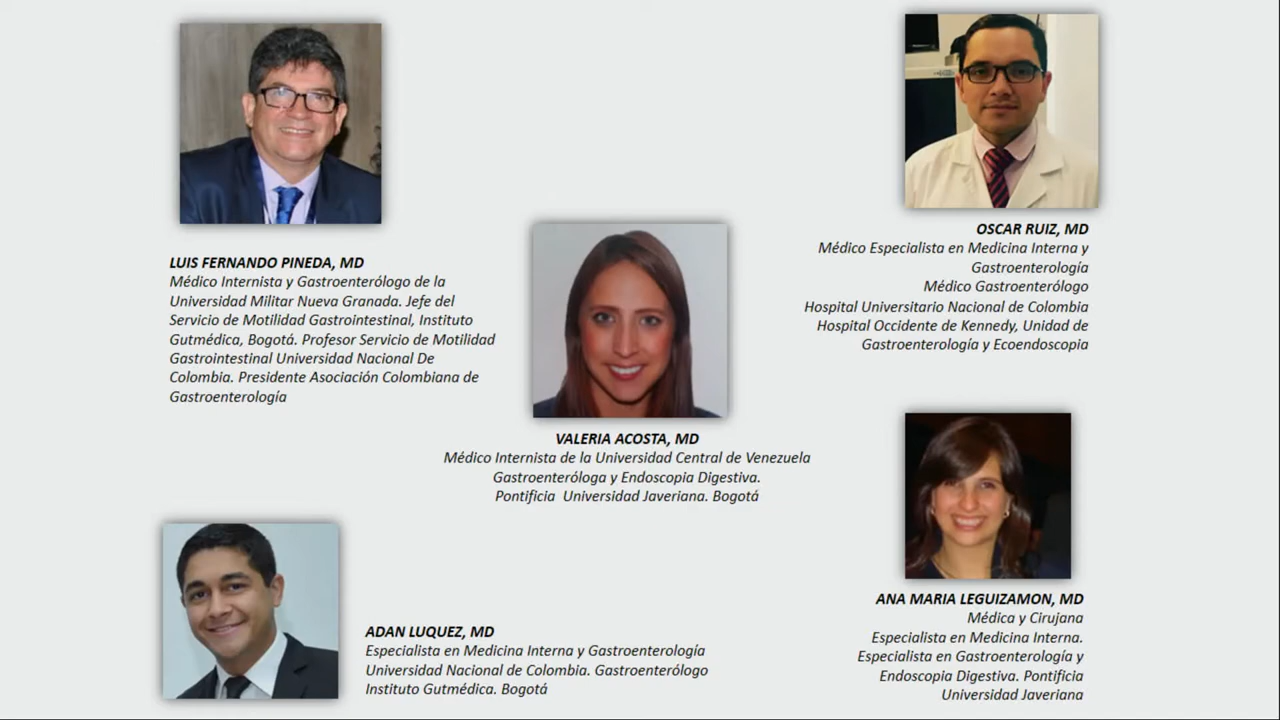 LUIS FERNANDO PINEDA, MD
Médico Internista y Gastroenterólogo de la
Universidad Militar Nueva Granada. Jefe del
Servicio de Motilidad Gastrointestinal, Instituto
Gutmédica, Bogotá. Profesor Servicio de Motilidad
Gastrointestinal Universidad Nacional De
Colombia. Presidente Asociación Colombiana de
Gastroenterología
OSCAR RUIZ, MD
Médico Especialista en Medicina Interna y
Gastroenterología
Médico Gastroenterólogo
Hospital Universitario Nacional de Colombia
Hospital Occidente de Kennedy, Unidad de
Gastroenterología y Ecoendoscopia
VALERIA ACOSTA, MD
Médico Internista de la Universidad Central de Venezuela
Gastroenteróloga y Endoscopia Digestiva.
Pontificia Universidad Javeriana. Bogotá
ADAN LUQUEZ, MD
Especialista en Medicina Interna y Gastroenterología
Universidad Nacional de Colombia. Gastroenterólogo
Instituto Gutmédica. Bogotá
ANA MARIA LEGUIZAMON, MD
Médica y Cirujana
Especialista en Medicina Interna.
Especialista en Gastroenterología y
Endoscopia Digestiva. Pontificia
Universidad Javeriana